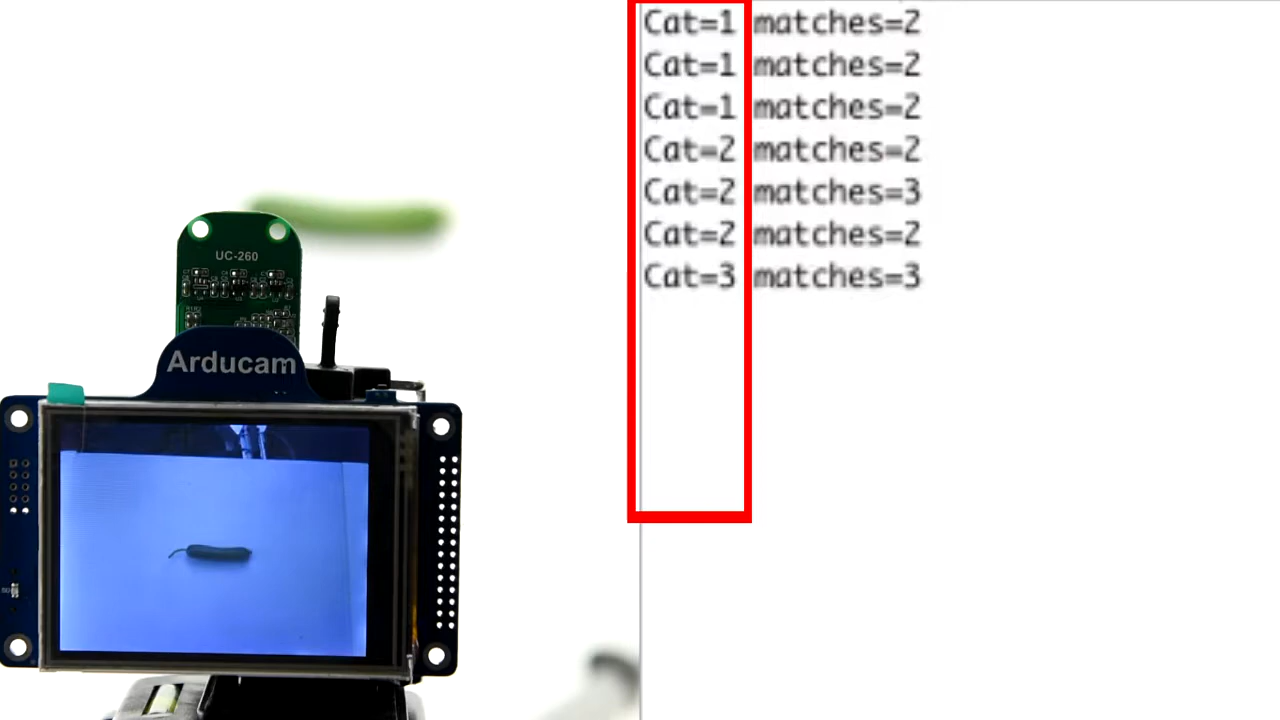 UC-260
Arducam
Cat=1 matches=2
Cat=1 matches=2
Cat=1 matches=2
Cat=2 matches=2
Cat=2 matches=3
Cat=2 matches=2
Cat=3 matches=3